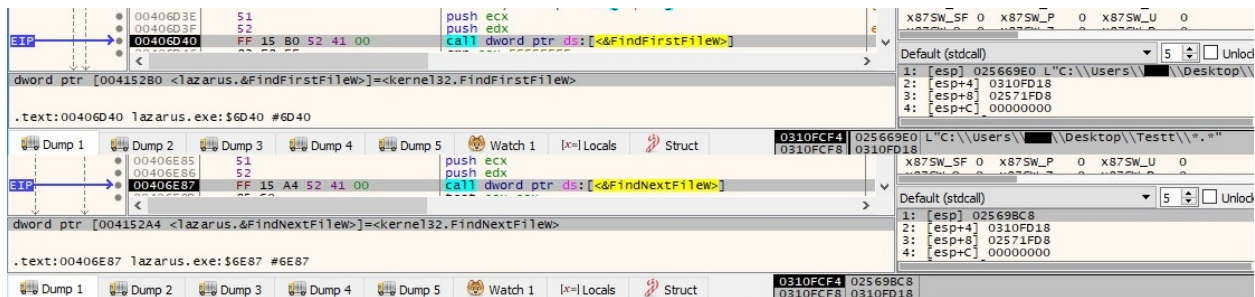 00406D3E 51 push ecx x87SW_SF 0 x87SW_P 0 x87SW_U 0
00406D3F 52 push edx
EIP 00406D40 FF 15 B0 52 41 00 call dword ptr ds:[<&FindFirstFileW>]
Default (stdcall) 5 Unlock
dword ptr [004152B0 <lazarus.&FindFirstFileW>]=<kernel32.FindFirstFileW>
1: [esp] 025669E0 L"C:\\Users\\ \\Desktop\\
2: [esp+4] 0310FD18
3: [esp+8] 02571FD8
4: [esp+C] 00000000
.text:00406D40 lazarus.exe:$6D40 #6D40
Dump 1 Dump 2 Dump 3 Dump 4 Dump 5 Watch 1 [x=] Locals Struct
0310FCF4 025669E0 L"C:\\Users\\ \\Desktop\\Testt\\*.*"
0310FCF8 0310FD18
00406E85 51 push ecx x87SW_SF 0 x87SW_P 0 x87SW_U 0
00406E86 52 push edx
EIP 00406E87 FF 15 A4 52 41 00 call dword ptr ds:[<&FindNextFileW>]
Default (stdcall) 5 Unlock
dword ptr [004152A4 <lazarus.&FindNextFileW>]=<kernel32.FindNextFileW>
1: [esp] 02569BC8
2: [esp+4] 0310FD18
3: [esp+8] 02571FD8
4: [esp+C] 00000000
.text:00406E87 lazarus.exe:$6E87 #6E87
Dump 1 Dump 2 Dump 3 Dump 4 Dump 5 Watch 1 [x=] Locals Struct
0310FCF4 02569BC8
0310FCF8 0310FD18